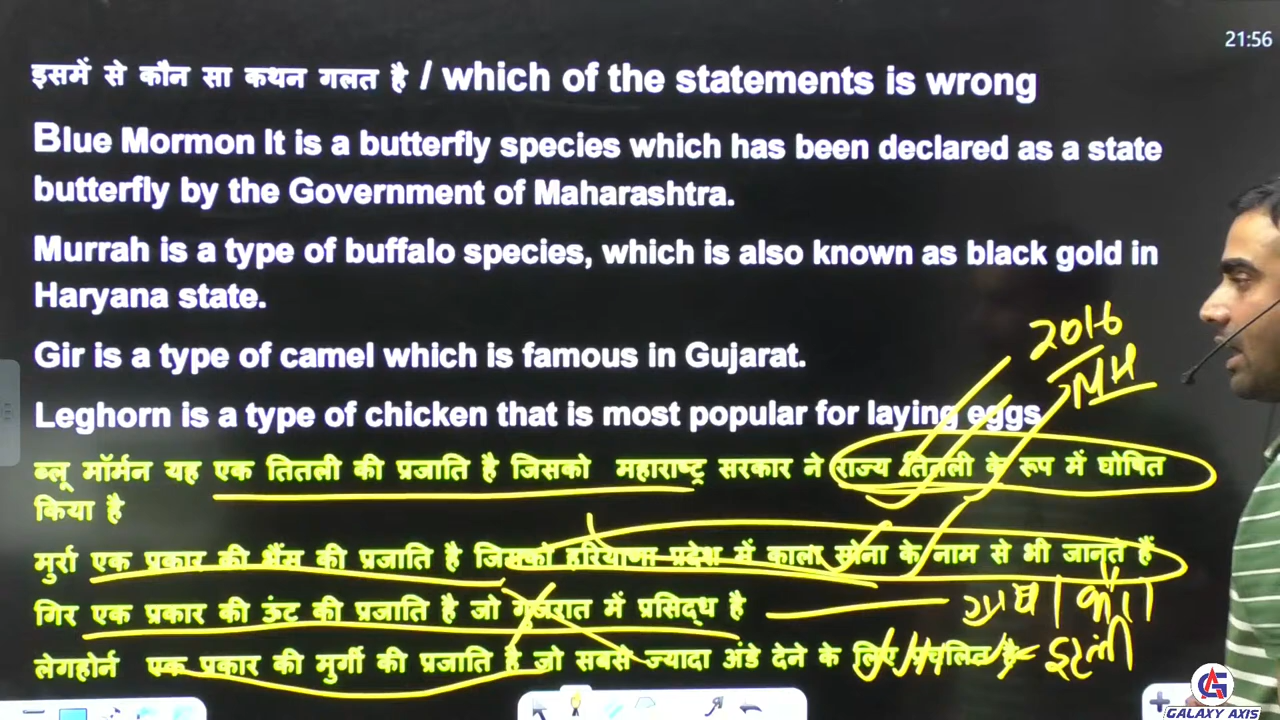 21:56
इसमें से कौन सा कथन गलत है / which of the statements is wrong
Blue Mormon It is a butterfly species which has been declared as a state
butterfly by the Government of Maharashtra.
Murrah is a type of buffalo species, which is also known as black gold in
Haryana state.
Gir is a type of camel which is famous in Gujarat.
Leghorn is a type of chicken that is most popular for laying eggs
2016
MH
ब्लू मॉर्मन यह एक तितली की प्रजाति है जिसको महाराष्ट्र सरकार ने राज्य तितली के रूप में घोषित
किया है
मुर्रा एक प्रकार की भैंस की प्रजाति है जिसको हरियाणा प्रदेश में काला सोना के नाम से भी जानते हैं
गिर एक प्रकार की ऊंट की प्रजाति है जो गुजरात में प्रसिद्ध है
लेगहोर्न एक प्रकार की मुर्गी की प्रजाति है जो सबसे ज्यादा अंडे देने के लिए प्रचलित है
इटली
GALAXY AXIS